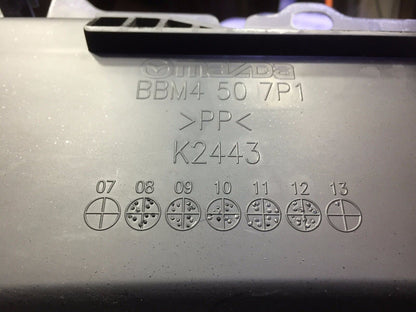 mazda
BBM4 50 7P1
>PP<
K2443
07 08 09 10 11 12 13